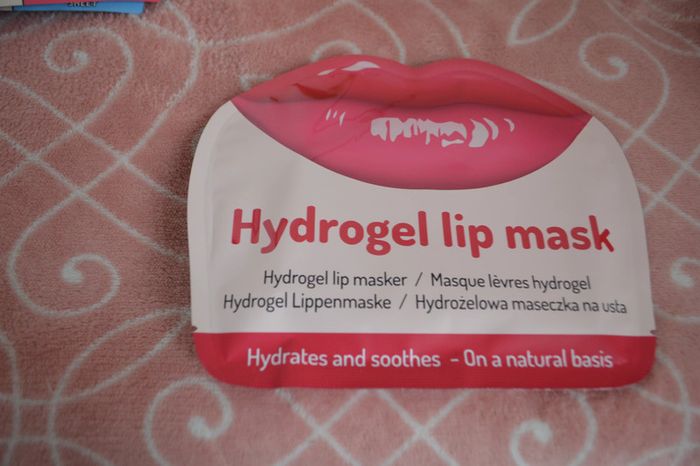 SHEET
Hydrogel lip mask
Hydrogel lip masker / Masque lèvres hydrogel
Hydrogel Lippenmaske / Hydrożelowa maseczka na usta
Hydrates and soothes - On a natural basis